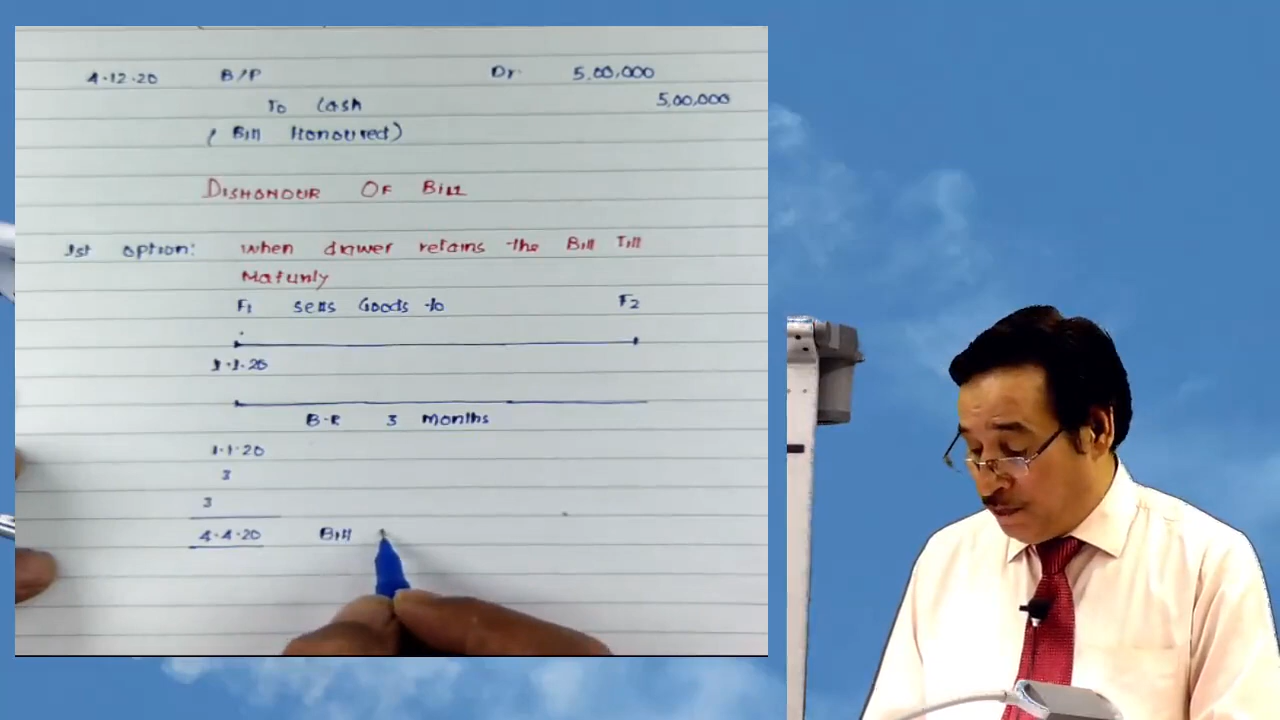 4.12.20 B/P Dr. 5,00,000
To Cash 5,00,000
( Bill Honoured)
DISHONOUR OF BILL
1st option: When drawer retains the Bill Till
Maturity
F1 sells Goods to F2
1.1.20
B.R 3 months
1.1.20
3
3
4.4.20 Bill